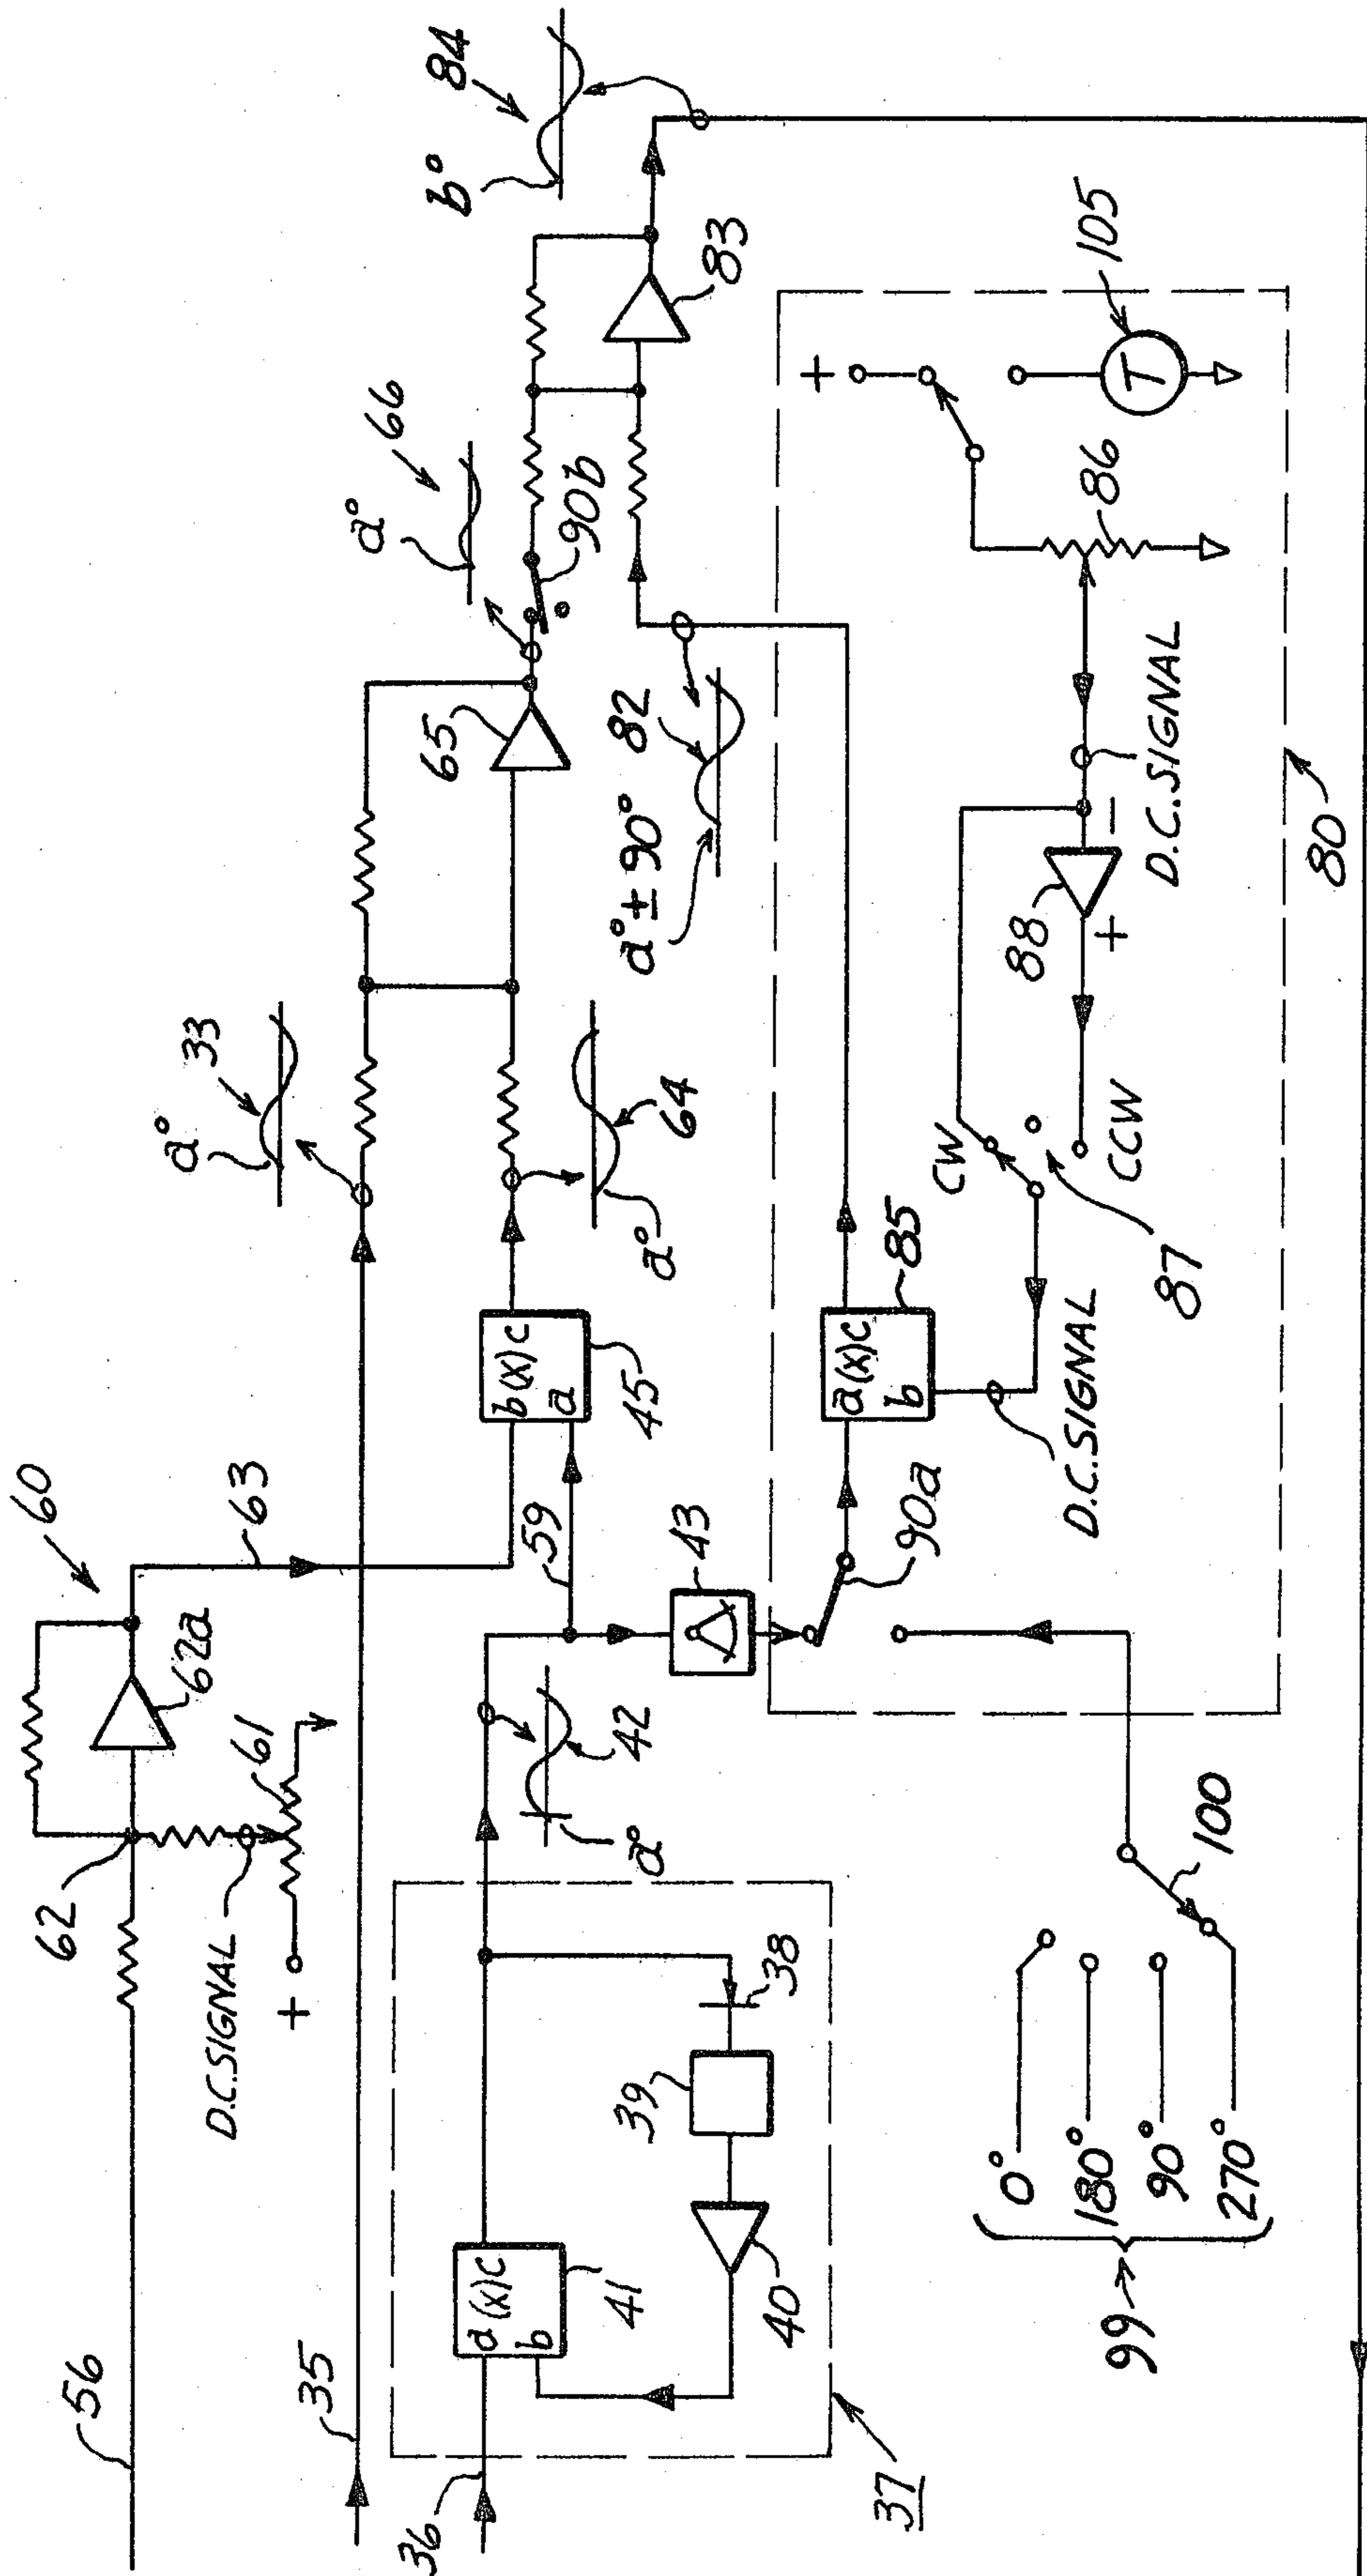 56
62
60
62a
63
D.C.SIGNAL
61
+
35
33
a°
36
37
a (x) c
b
41
39
38
40
42
a°
59
b (x) c
a
45
64
a°
65
66
a°
90b
84
b°
83
43
90a
a (x) c
b
85
a° ± 90°
82
D.C.SIGNAL
87
CW
CCW
88
+
-
D.C.SIGNAL
86
+
T
105
80
0°
180°
90°
270°
99
100